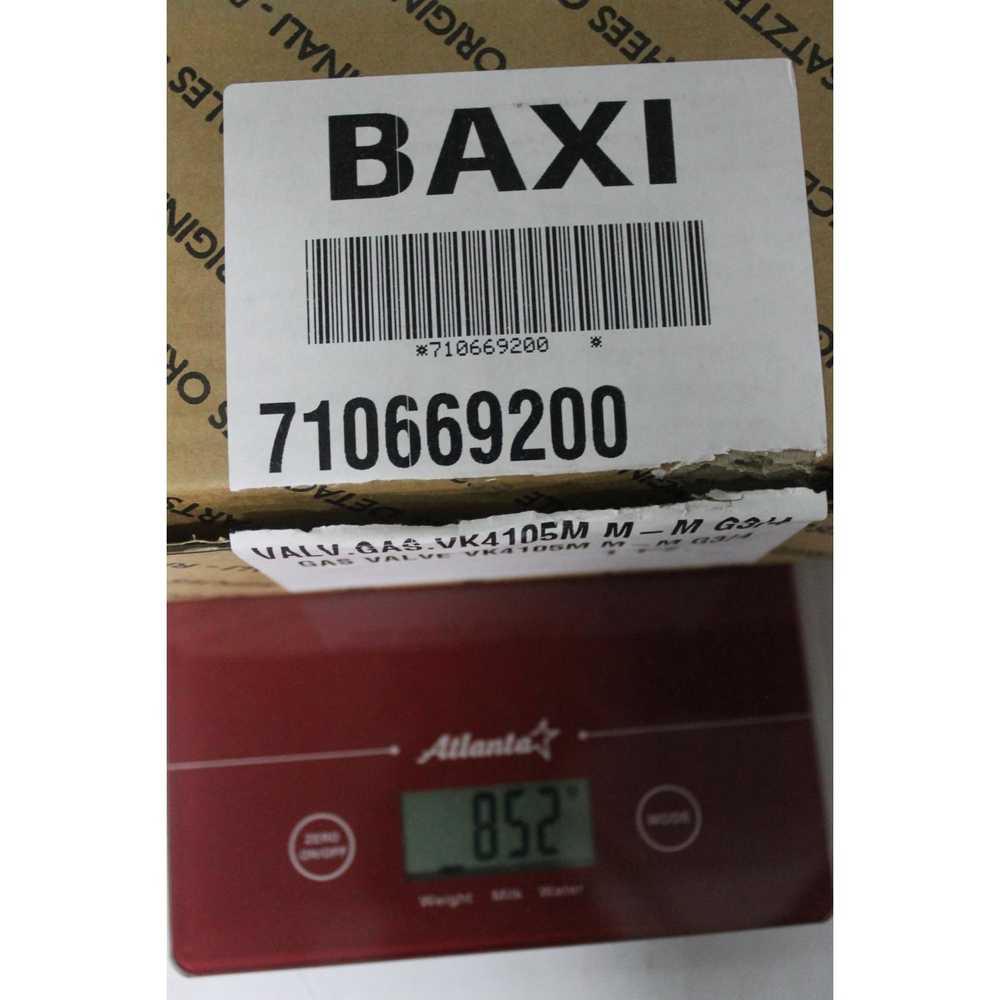 BAXI
*710669200 *
710669200
VALV.GAS.VK4105M M-M G3/4
GAS VALVE VK4105M M-M G3/4
Atlanta
852
ZERO
ON/OFF
MODE
Weight Milk Water